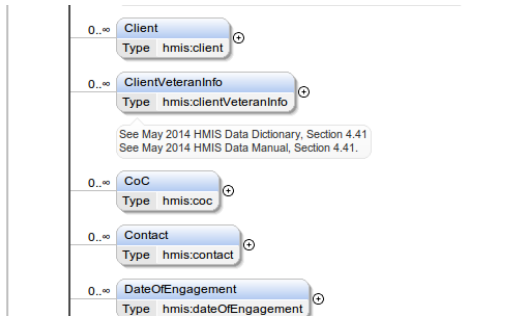 0..∞ Client
Type hmis:client
0..∞ ClientVeteranInfo
Type hmis:clientVeteranInfo
See May 2014 HMIS Data Dictionary, Section 4.41
See May 2014 HMIS Data Manual, Section 4.41.
0..∞ CoC
Type hmis:coc
0..∞ Contact
Type hmis:contact
0..∞ DateOfEngagement
Type hmis:dateOfEngagement